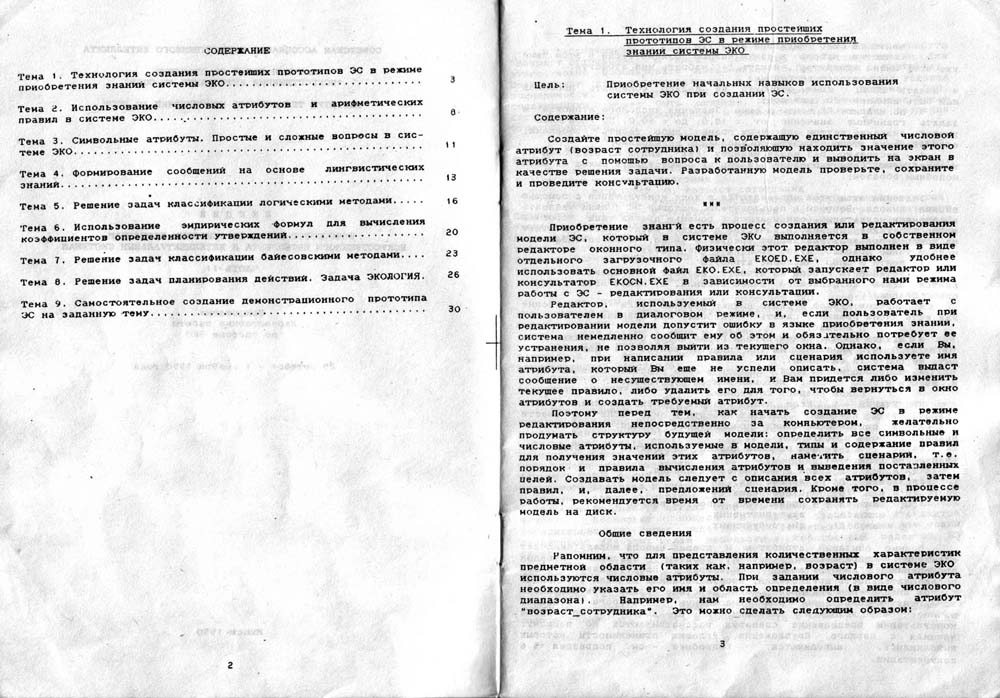 СОДЕРЖАНИЕ
Тема 1. Технология создания простейших прототипов ЭС в режиме
приобретения знаний системы ЭКО........................... 3
Тема 2. Использование числовых атрибутов и арифметических
правил в системе ЭКО..................................... 8
Тема 3. Символьные атрибуты. Простые и сложные вопросы в сис-
теме ЭКО................................................ 11
Тема 4. Формирование сообщений на основе лингвистических
знаний.................................................. 13
Тема 5. Решение задач классификации логическими методами..... 16
Тема 6. Использование эмпирических формул для вычисления
коэффициентов определенности утверждений.................... 20
Тема 7. Решение задач классификации байесовскими методами.... 23
Тема 8. Решение задач планирования действий. Задача ЭКОЛОГИЯ. 26
Тема 9. Самостоятельное создание демонстрационного прототипа
ЭС на заданную тему....................................... 30
2
Тема 1. Технология создания простейших
прототипов ЭС в режиме приобретения
знаний системы ЭКО
Цель: Приобретение начальных навыков использования
системы ЭКО при создании ЭС.
Содержание:
Создайте простейшую модель, содержащую единственный числовой
атрибут (возраст сотрудника) и позволяющую находить значение этого
атрибута с помощью вопроса к пользователю и выводить на экран в
качестве решения задачи. Разработанную модель проверьте, сохраните
и проведите консультацию.
***
Приобретение знаний есть процесс создания или редактирования
модели ЭС, который в системе ЭКО выполняется в собственном
редакторе оконного типа. физически этот редактор выполнен в виде
отдельного загрузочного файла EKOED.EXE, однако удобнее
использовать основной файл EKO.EXE, который запускает редактор или
консультатор EKOCN.EXE в зависимости от выбранного нами режима
работы с ЭС - редактирования или консультации.
Редактор, используемый в системе ЭКО, работает с
пользователем в диалоговом режиме, и, если пользователь при
редактировании модели допустит ошибку в языке приобретения знании,
система немедленно сообщит ему об этом и обязательно потребует ее
устранения, не позволяя выйти из текущего окна. Однако, если Вы,
например, при написании правила или сценария используете имя
атрибута, который Вы еще не успели описать, система выдаст
сообщение о несуществующем имени, и Вам придется либо изменить
текущее правило, либо удалить его для того, чтобы вернуться в окно
атрибутов и создать требуемый атрибут.
Поэтому перед тем, как начать создание ЭС в режиме
редактирования непосредственно за компьютером, желательно
продумать структуру будущей модели: определить все символьные и
числовые атрибуты, используемые в модели, типы и содержание правил
для получения значений этих атрибутов, наметить сценарий, т.е.
порядок и правила вычисления атрибутов и выведения поставленных
целей. Создавать модель следует с описания всех атрибутов, затем
правил, и, далее, предложений сценария. Кроме того, в процессе
работы, рекомендуется время от времени сохранять редактируемую
модель на диск.
Общие сведения
Напомним, что для представления количественных характеристик
предметной области (таких как, например, возраст) в системе ЭКО
используются числовые атрибуты. При задании числового атрибута
необходимо указать его имя и область определения (в виде числового
диапазона). Например, нам необходимо определить атрибут
"возраст_сотрудника". Это можно сделать следующим образом:
3